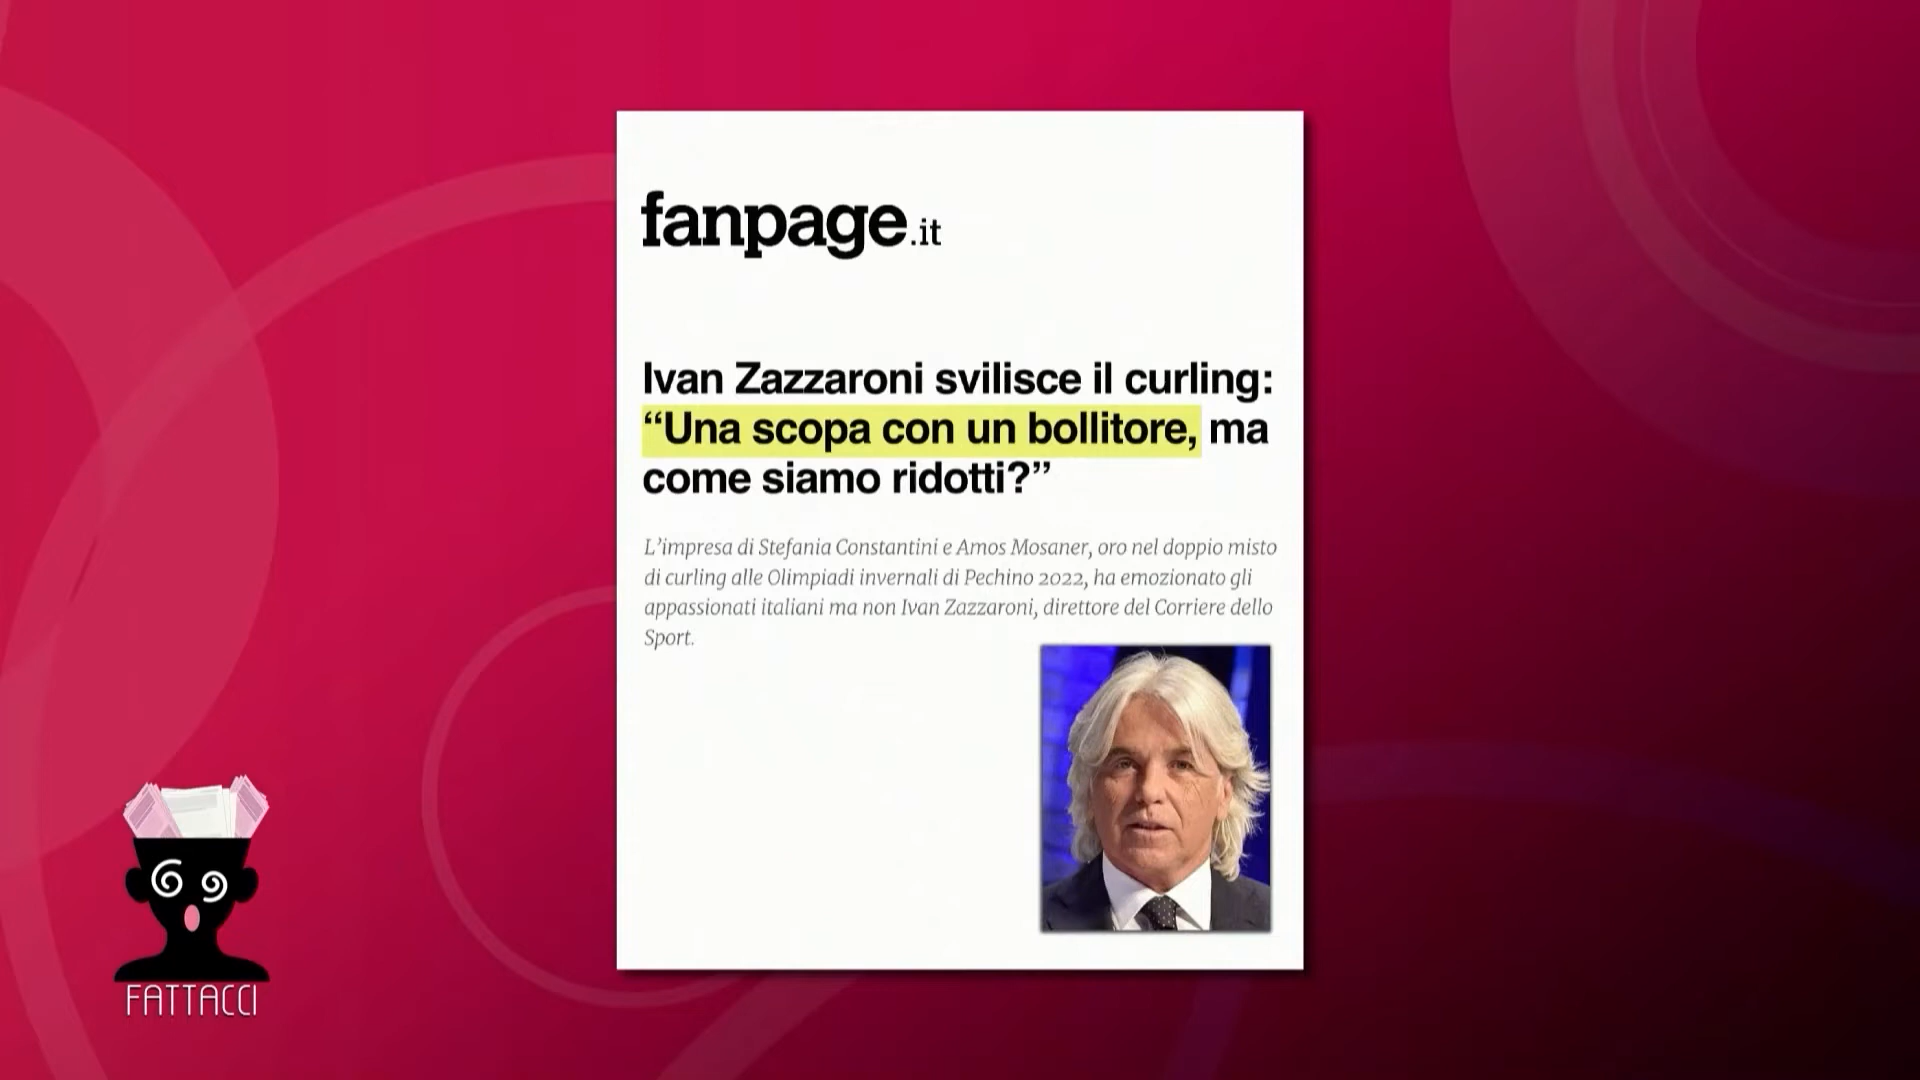 fanpage.it
Ivan Zazzaroni svilisce il curling:
“Una scopa con un bollitore, ma
come siamo ridotti?”
L’impresa di Stefania Constantini e Amos Mosaner, oro nel doppio misto
di curling alle Olimpiadi invernali di Pechino 2022, ha emozionato gli
appassionati italiani ma non Ivan Zazzaroni, direttore del Corriere dello
Sport.
FATTACCI